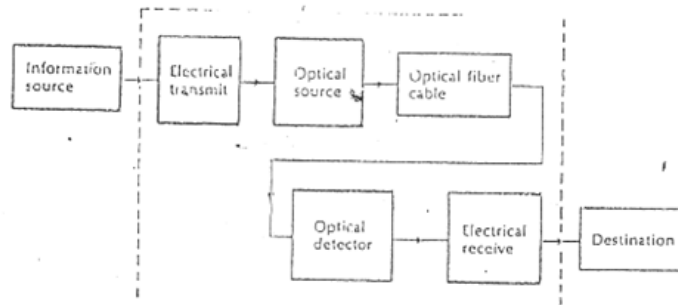 Information
source
Electrical
transmit
Optical
source
Optical fiber
cable
Optical
detector
Electrical
receive
Destination